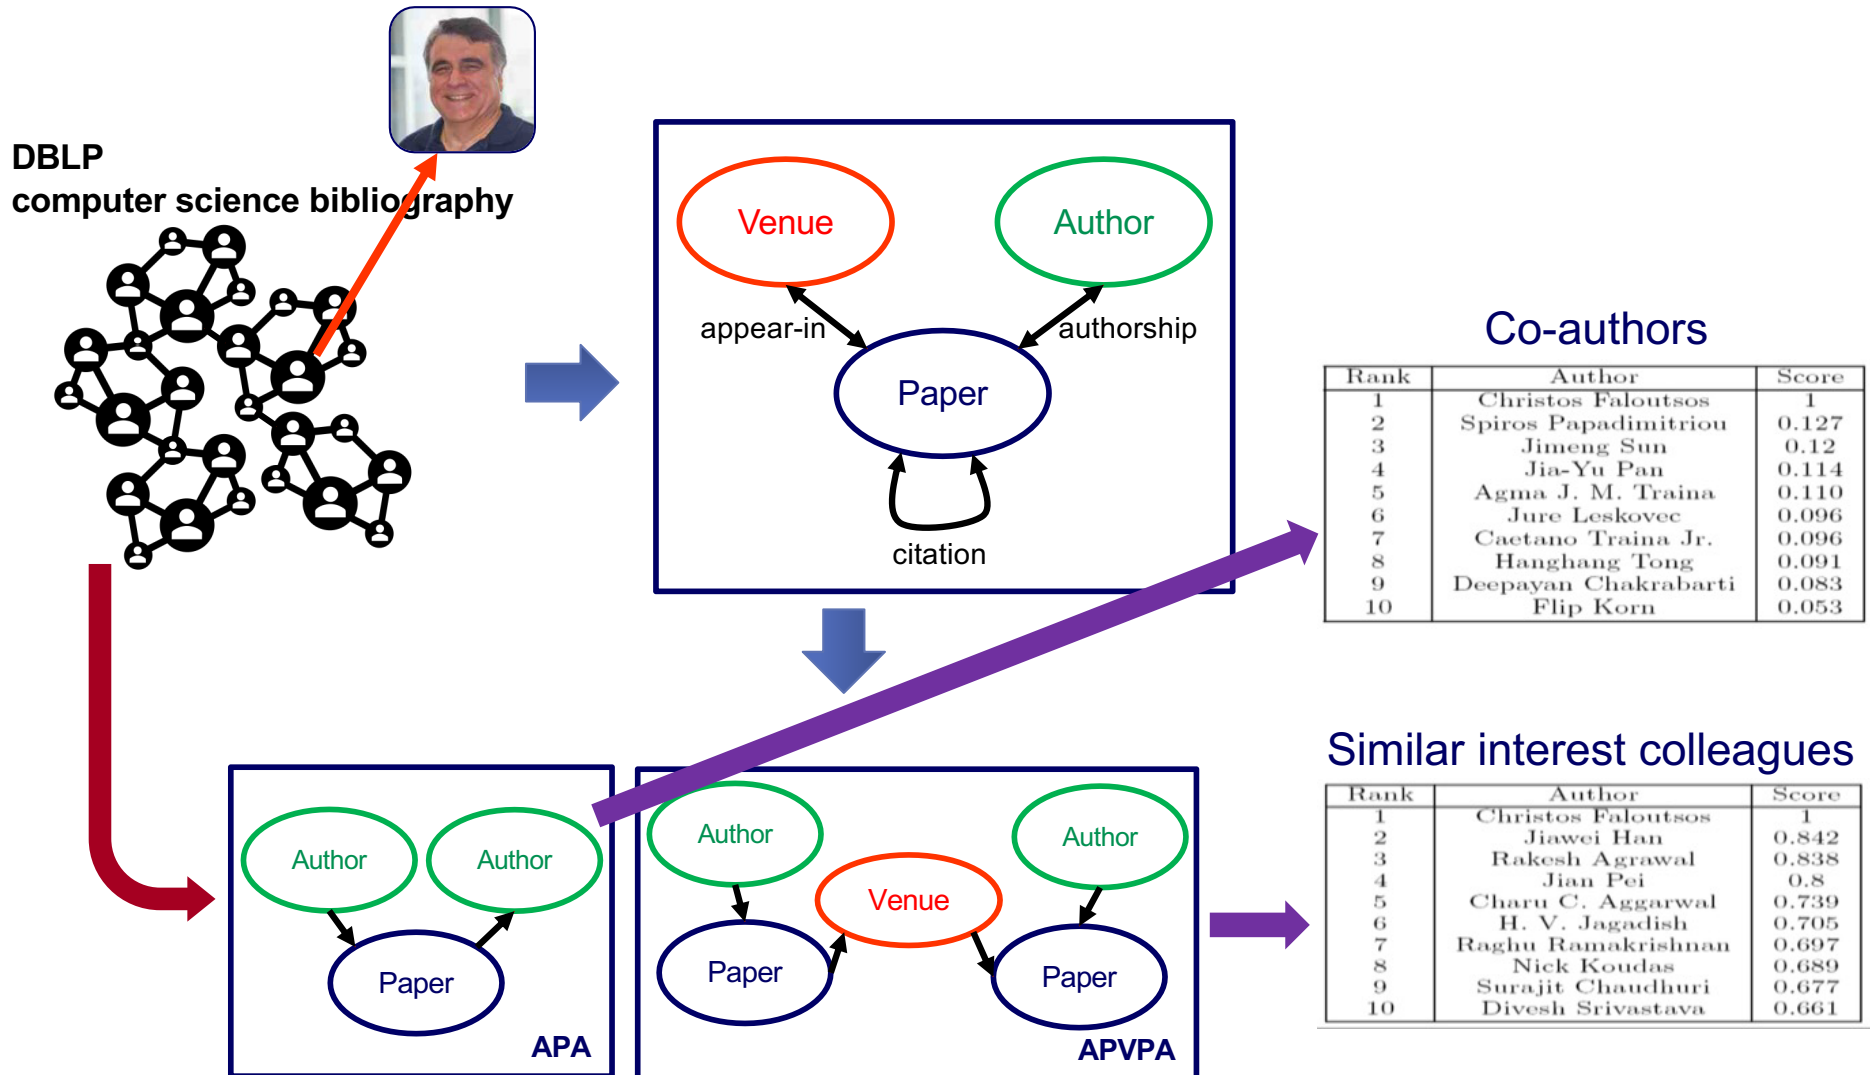 DBLP
computer science bibliography
Venue
Author
appear-in
authorship
Paper
citation
Co-authors
Rank Author Score
1 Christos Faloutsos 1
2 Spiros Papadimitriou 0.127
3 Jimeng Sun 0.12
4 Jia-Yu Pan 0.114
5 Agma J. M. Traina 0.110
6 Jure Leskovec 0.096
7 Caetano Traina Jr. 0.096
8 Hanghang Tong 0.091
9 Deepayan Chakrabarti 0.083
10 Flip Korn 0.053
Author
Author
Paper
APA
Author
Author
Venue
Paper
Paper
APVPA
Similar interest colleagues
Rank Author Score
1 Christos Faloutsos 1
2 Jiawei Han 0.842
3 Rakesh Agrawal 0.838
4 Jian Pei 0.8
5 Charu C. Aggarwal 0.739
6 H. V. Jagadish 0.705
7 Raghu Ramakrishnan 0.697
8 Nick Koudas 0.689
9 Surajit Chaudhuri 0.677
10 Divesh Srivastava 0.661